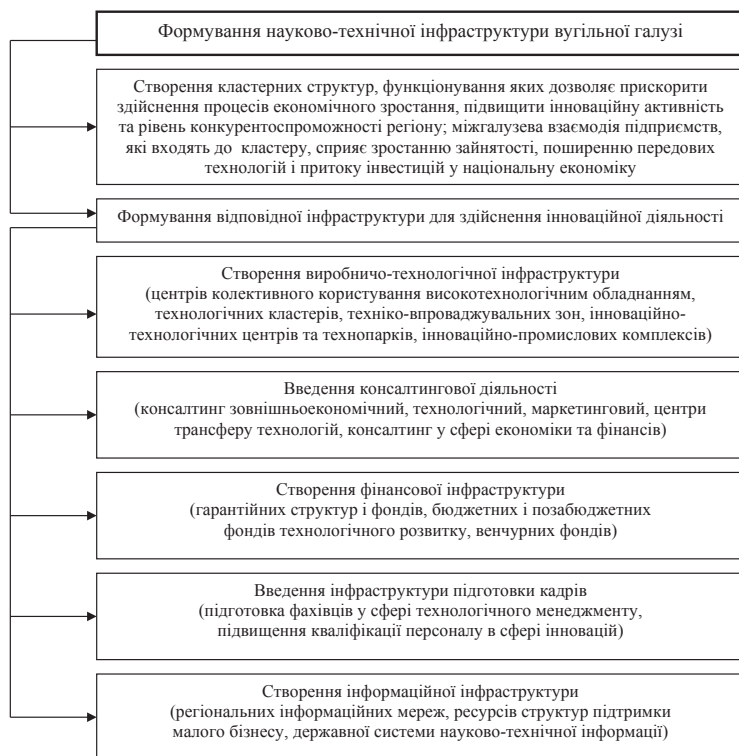 Формування науково-технічної інфраструктури вугільної галузі
Створення кластерних структур, функціонування яких дозволяє прискорити
здійснення процесів економічного зростання, підвищити інноваційну активність
та рівень конкурентоспроможності регіону; міжгалузева взаємодія підприємств,
які входять до кластеру, сприяє зростанню зайнятості, поширенню передових
технологій і притоку інвестицій у національну економіку
Формування відповідної інфраструктури для здійснення інноваційної діяльності
Створення виробничо-технологічної інфраструктури
(центрів колективного користування високотехнологічним обладнанням,
технологічних кластерів, техніко-впроваджувальних зон, інноваційно-
технологічних центрів та технопарків, інноваційно-промислових комплексів)
Введення консалтингової діяльності
(консалтинг зовнішньоекономічний, технологічний, маркетинговий, центри
трансферу технологій, консалтинг у сфері економіки та фінансів)
Створення фінансової інфраструктури
(гарантійних структур і фондів, бюджетних і позабюджетних
фондів технологічного розвитку, венчурних фондів)
Введення інфраструктури підготовки кадрів
(підготовка фахівців у сфері технологічного менеджменту,
підвищення кваліфікації персоналу в сфері інновацій)
Створення інформаційної інфраструктури
(регіональних інформаційних мереж, ресурсів структур підтримки
малого бізнесу, державної системи науково-технічної інформації)